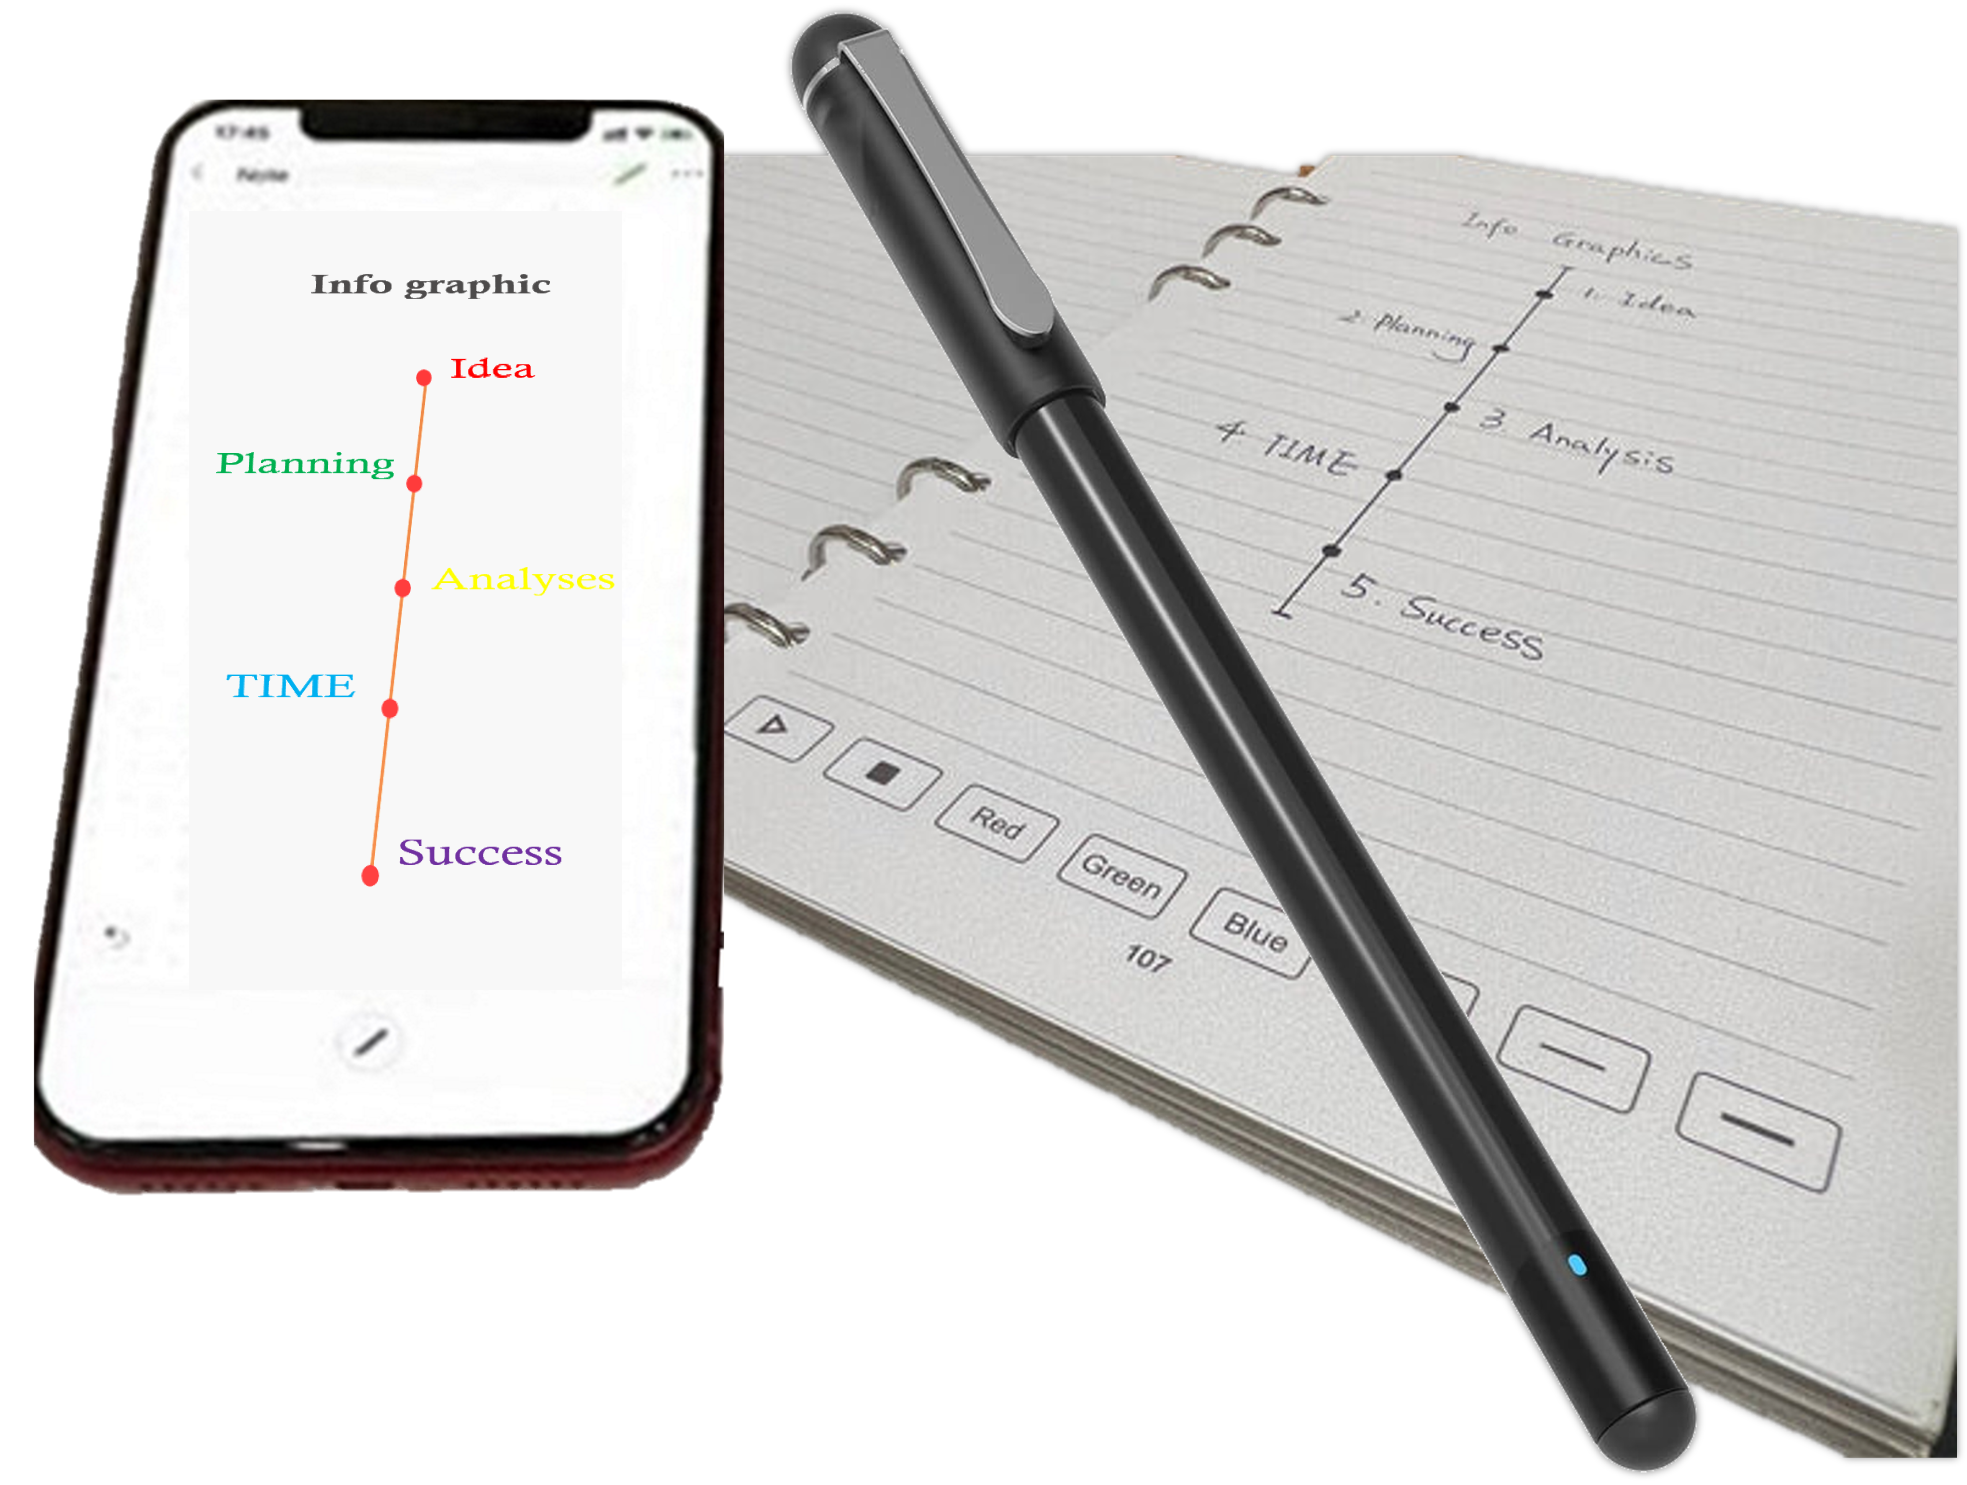 17:45
Note
Info graphic
Idea
Planning
Analyses
TIME
Success
Info Graphics
1. Idea
2. Planning
3. Analysis
4 TIME
5. Success
Red
Green
Blue
107